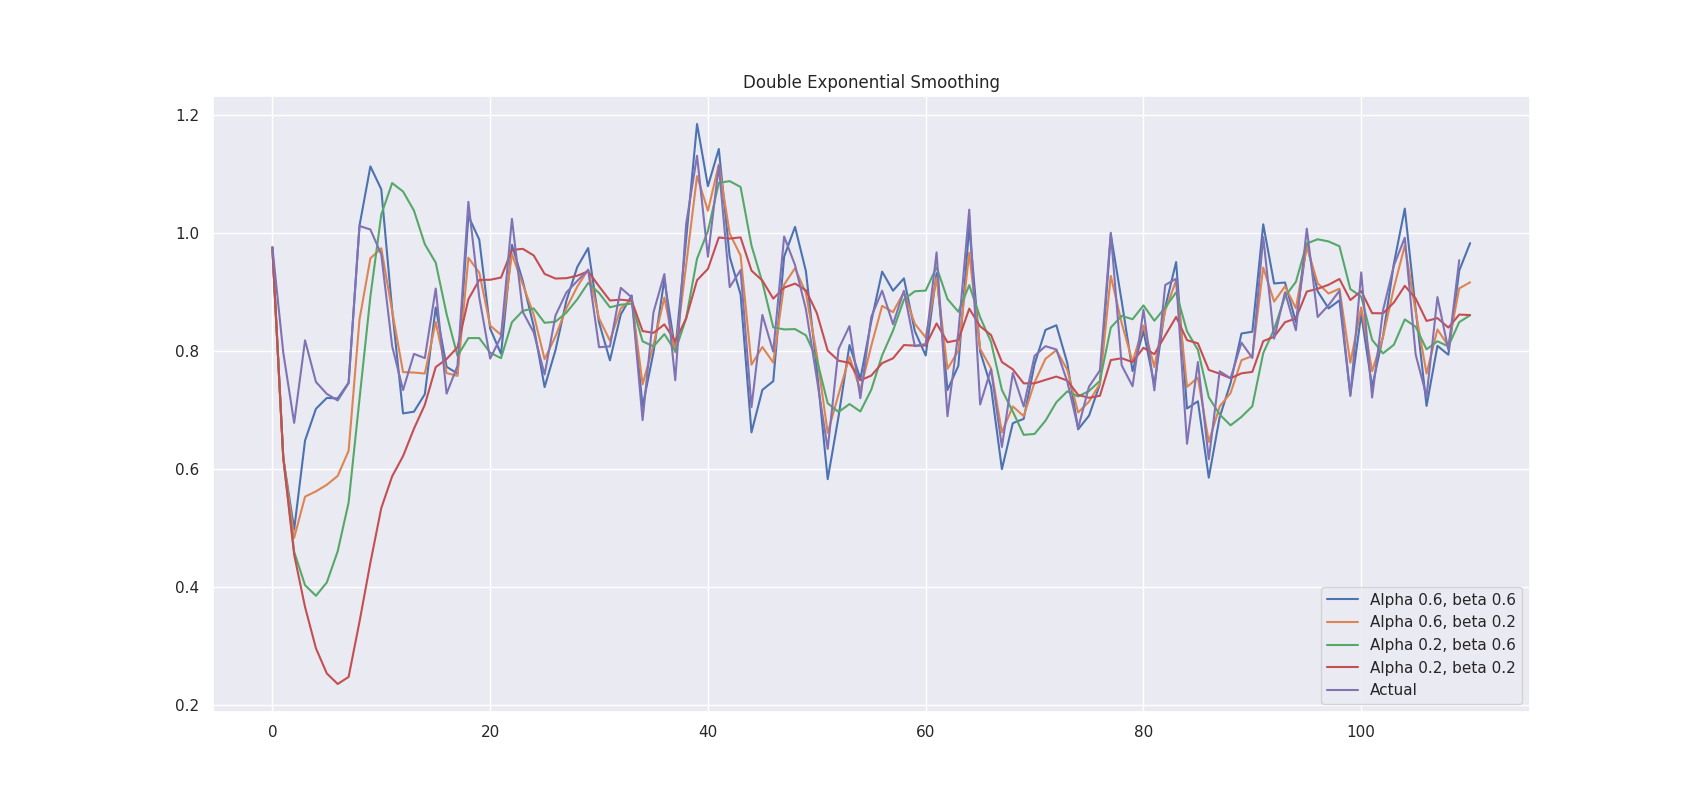 Double Exponential Smoothing
1.2
1.0
0.8
0.6
0.4
0.2
0 20 40 60 80 100
Alpha 0.6, beta 0.6
Alpha 0.6, beta 0.2
Alpha 0.2, beta 0.6
Alpha 0.2, beta 0.2
Actual